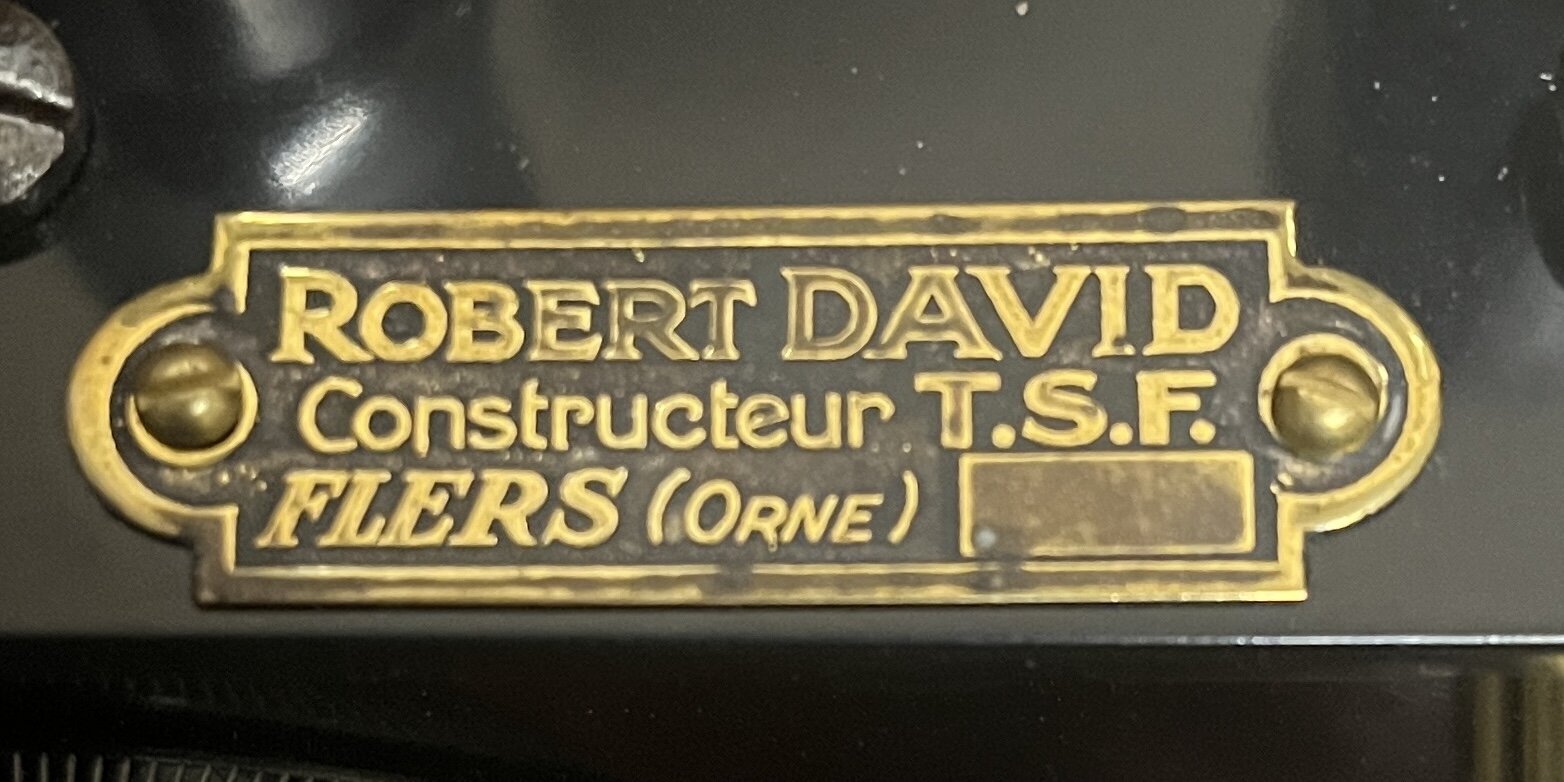 ROBERT DAVID
Constructeur T.S.F.
FLERS (ORNE)